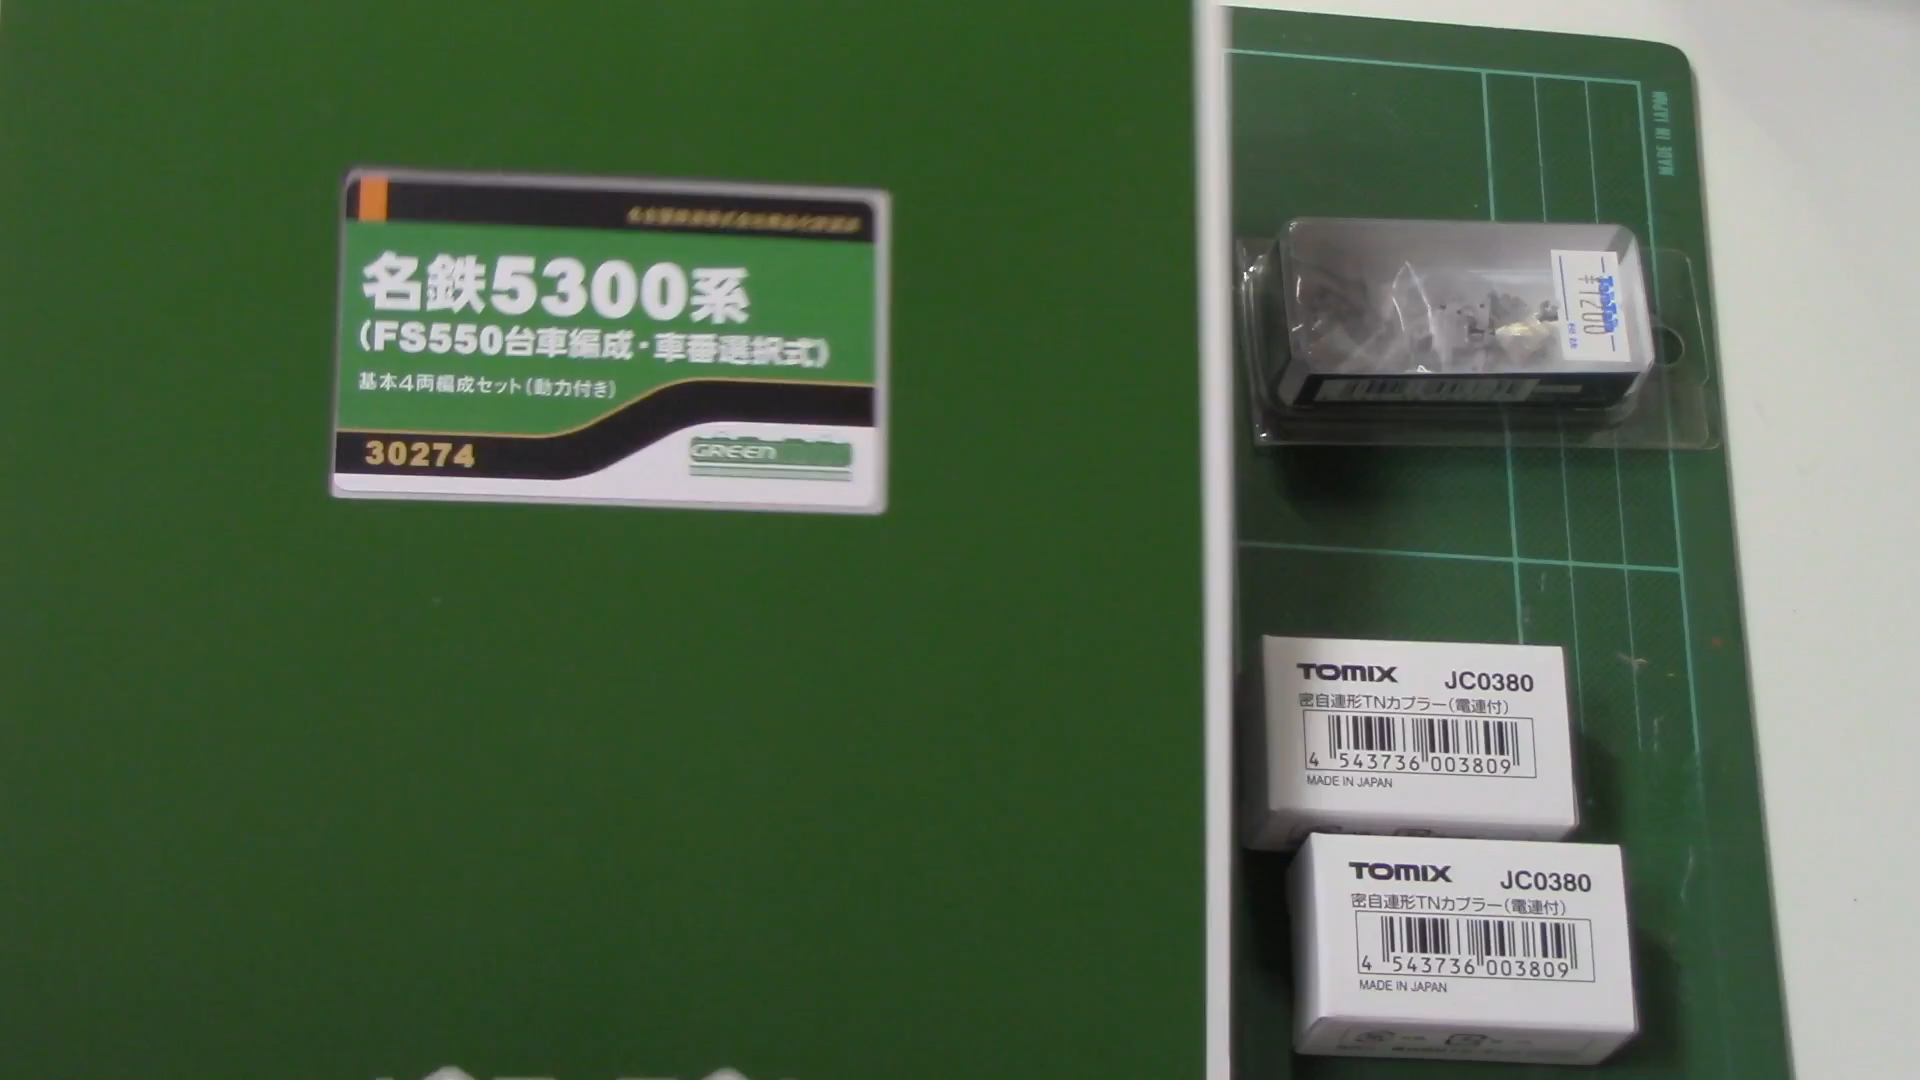 名鉄5300系
(FS550台車編成・車番選択式)
基本4両編成セット(動力付き)
30274
GREEN
MADE IN JAPAN
TOMIX JC0380
密自連形TNカプラー(電連付)
4 543736 003809
MADE IN JAPAN
TOMIX JC0380
密自連形TNカプラー(電連付)
4 543736 003809
MADE IN JAPAN